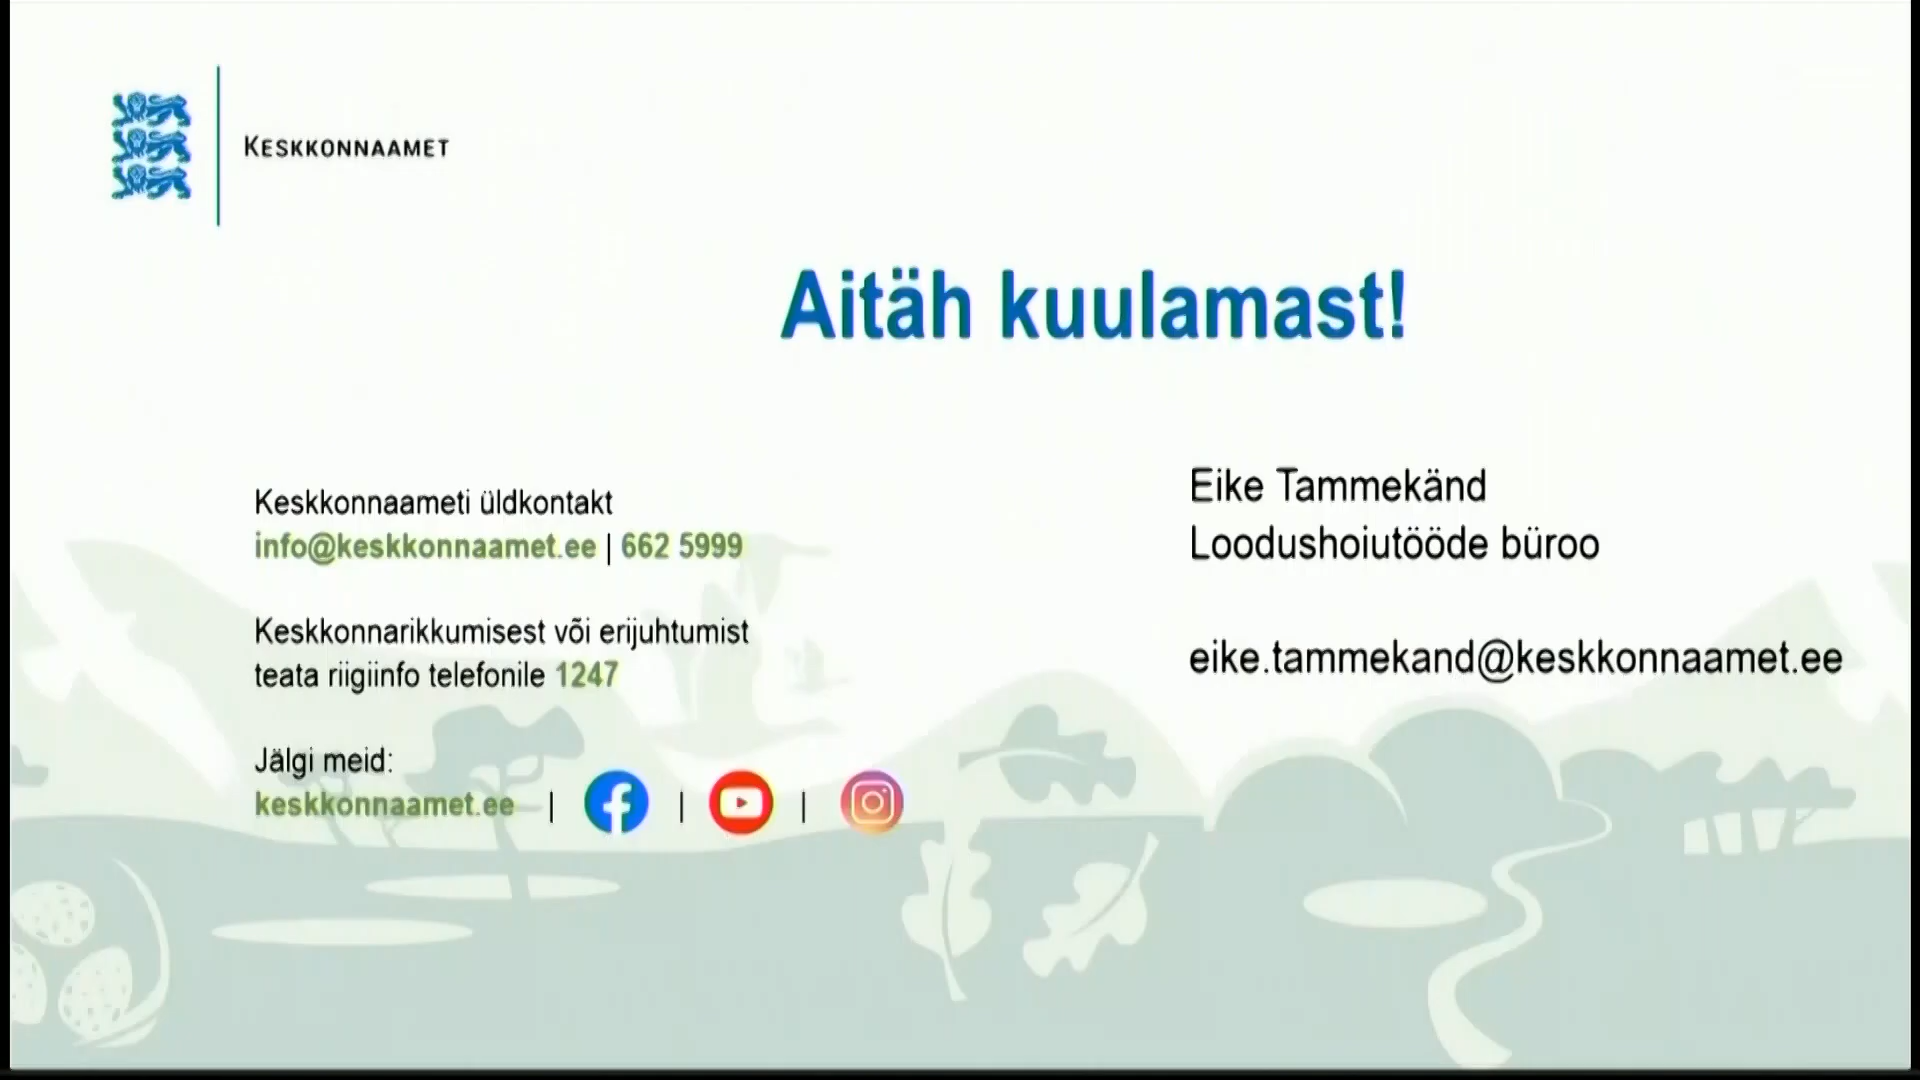 KESKKONNAAMET
Aitäh kuulamast!
Keskkonnaameti üldkontakt
info@keskkonnaamet.ee | 662 5999
Keskkonnarikkumisest või erijuhtumist
teata riigiinfo telefonile 1247
Jälgi meid:
keskkonnaamet.ee | | |
Eike Tammekänd
Loodushoiutööde büroo
eike.tammekand@keskkonnaamet.ee